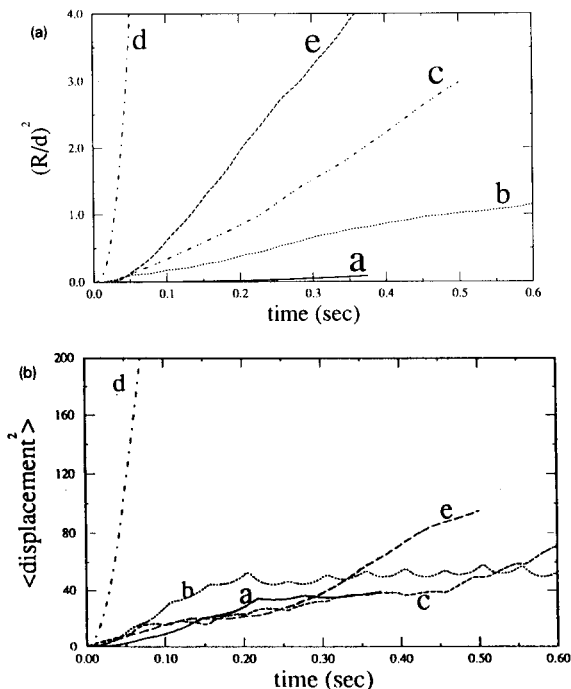 (a)
4.0
3.0
2.0
1.0
0.0
(R/d)²
d
e
c
b
a
0.0 0.1 0.2 0.3 0.4 0.5 0.6
time (sec)
(b)
200
160
120
80
40
0
<displacement²>
d
b
a
e
c
0.00 0.10 0.20 0.30 0.40 0.50 0.60
time (sec)